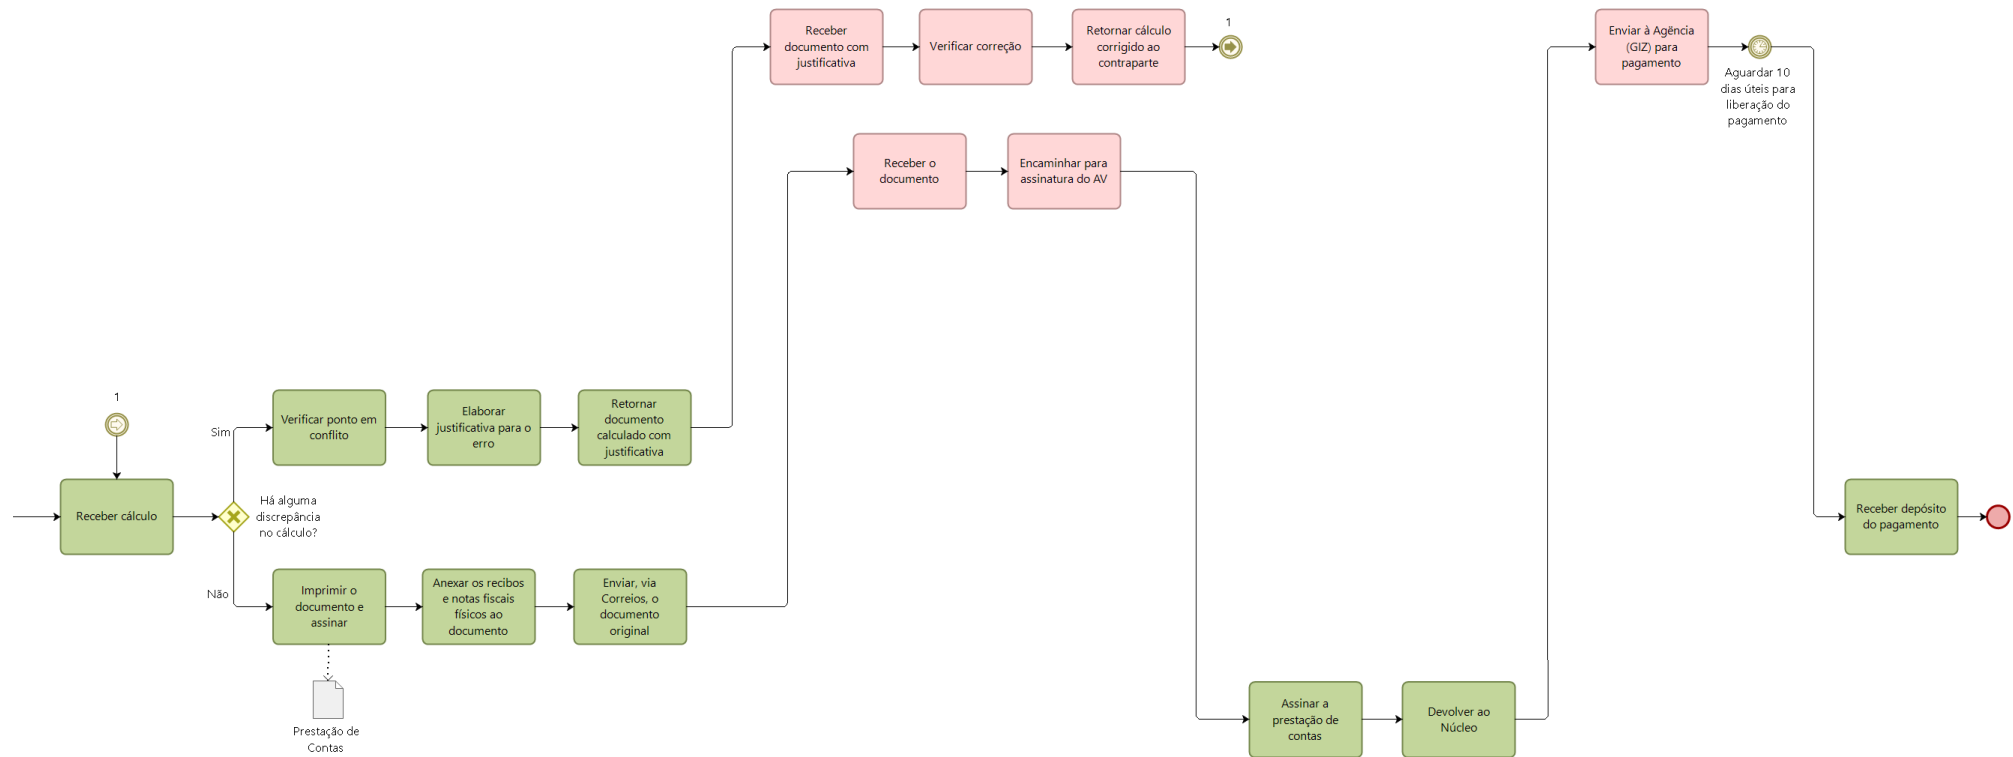 Receber
documento com
justificativa
Verificar correção
Retornar cálculo
corrigido ao
contraparte
1
Enviar à Agência
(GIZ) para
pagamento
Aguardar 10
dias úteis para
liberação do
pagamento
Receber o
documento
Encaminhar para
assinatura do AV
1
Receber cálculo
Há alguma
discrepância
no cálculo?
Sim
Verificar ponto em
conflito
Elaborar
justificativa para o
erro
Retornar
documento
calculado com
justificativa
Não
Imprimir o
documento e
assinar
Anexar os recibos
e notas fiscais
físicos ao
documento
Enviar, via
Correios, o
documento
original
Prestação de
Contas
Assinar a
prestação de
contas
Devolver ao
Núcleo
Receber depósito
do pagamento